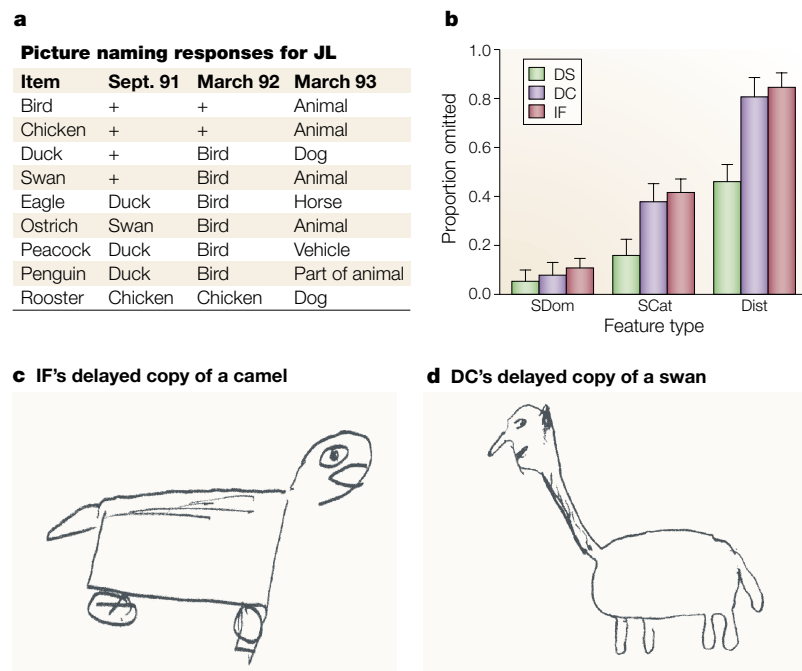 a
Picture naming responses for JL
Item Sept. 91 March 92 March 93
Bird + + Animal
Chicken + + Animal
Duck + Bird Dog
Swan + Bird Animal
Eagle Duck Bird Horse
Ostrich Swan Bird Animal
Peacock Duck Bird Vehicle
Penguin Duck Bird Part of animal
Rooster Chicken Chicken Dog
b
Proportion omitted
1.0
0.8
0.6
0.4
0.2
0.0
DS
DC
IF
SDom SCat Dist
Feature type
c IF's delayed copy of a camel
d DC's delayed copy of a swan